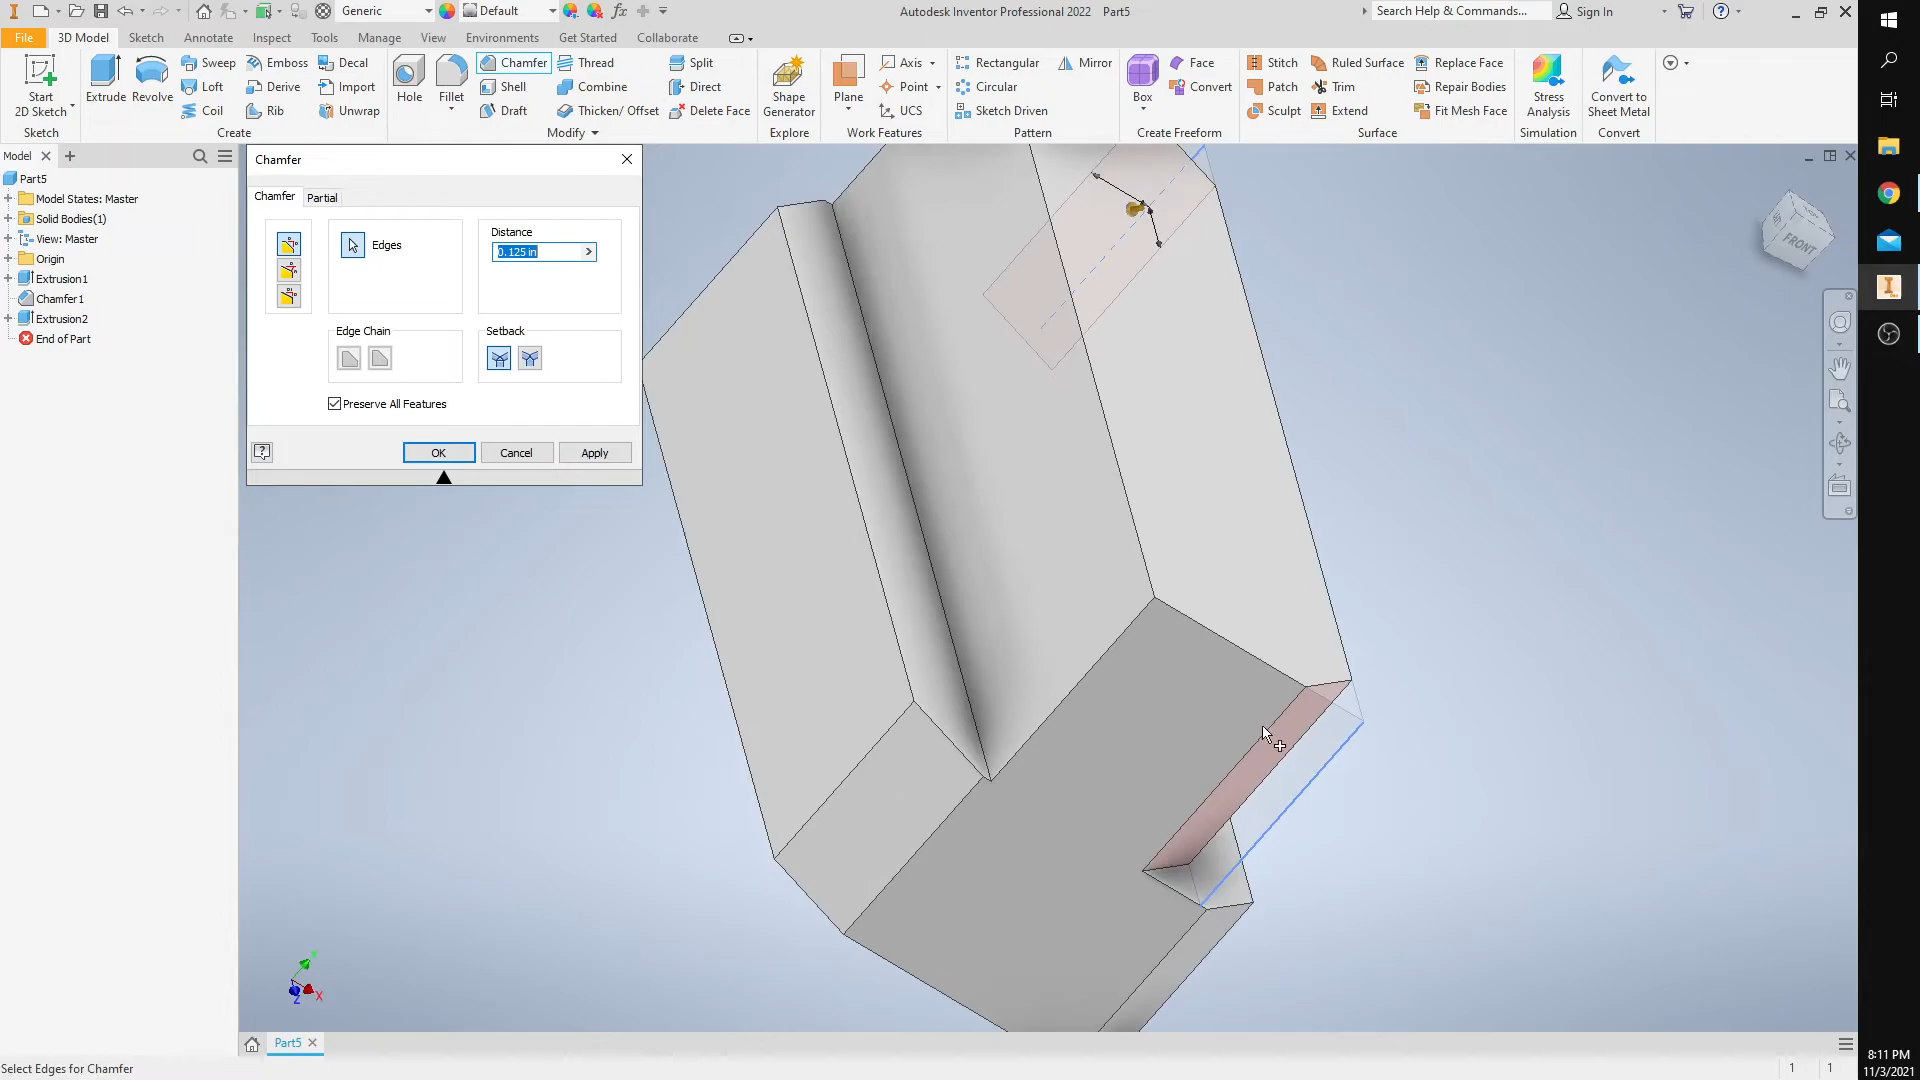 Generic
Default
Autodesk Inventor Professional 2022 Part5
Search Help & Commands...
Sign In
File
3D Model
Sketch
Annotate
Inspect
Tools
Manage
View
Environments
Get Started
Collaborate
Start
2D Sketch
Extrude
Revolve
Sweep
Emboss
Decal
Loft
Derive
Import
Coil
Rib
Unwrap
Hole
Fillet
Chamfer
Thread
Split
Shell
Combine
Direct
Draft
Thicken/ Offset
Delete Face
Shape
Generator
Plane
Axis
Point
UCS
Rectangular
Mirror
Circular
Sketch Driven
Box
Face
Convert
Stitch
Ruled Surface
Replace Face
Patch
Trim
Repair Bodies
Sculpt
Extend
Fit Mesh Face
Stress
Analysis
Convert to
Sheet Metal
Sketch
Create
Modify
Explore
Work Features
Pattern
Create Freeform
Surface
Simulation
Convert
Model
Part5
Model States: Master
Solid Bodies(1)
View: Master
Origin
Extrusion1
Chamfer1
Extrusion2
End of Part
Chamfer
Chamfer
Partial
Edges
Distance
0.125 in
Edge Chain
Setback
Preserve All Features
OK
Cancel
Apply
FRONT
X
Z
Part5
Select Edges for Chamfer
1
1
8:11 PM
11/3/2021